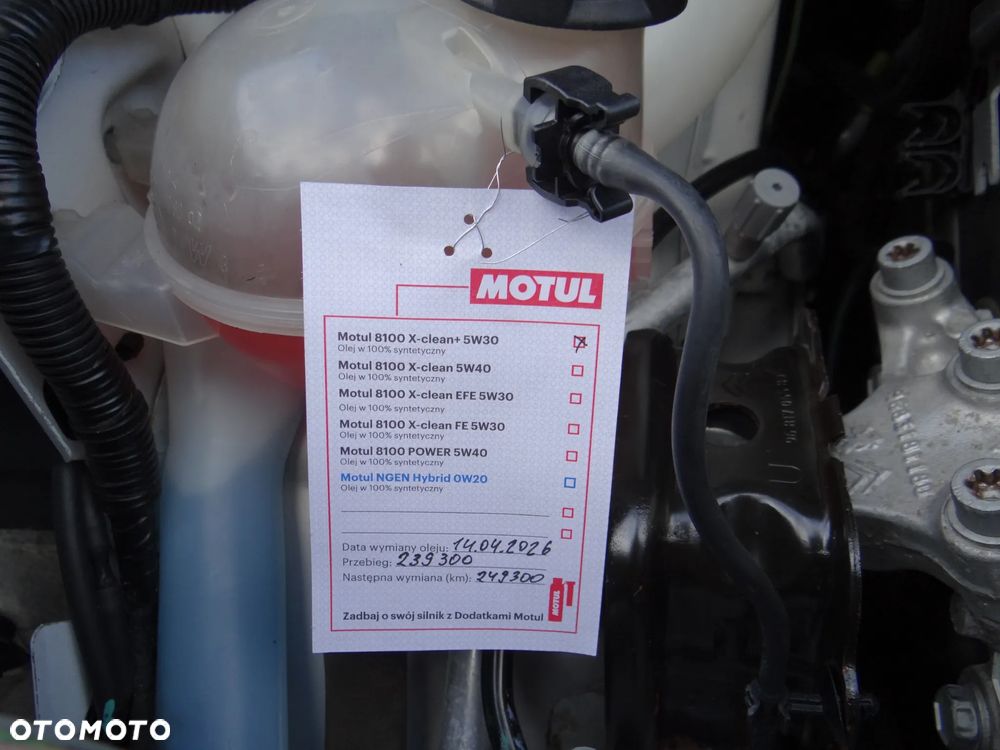 MOTUL
Motul 8100 X-clean+ 5W30
Olej w 100% syntetyczny
Motul 8100 X-clean 5W40
Olej w 100% syntetyczny
Motul 8100 X-clean EFE 5W30
Olej w 100% syntetyczny
Motul 8100 X-clean FE 5W30
Olej w 100% syntetyczny
Motul 8100 POWER 5W40
Olej w 100% syntetyczny
Motul NGEN Hybrid 0W20
Olej w 100% syntetyczny
Data wymiany oleju: 14.04.2026
Przebieg: 239300
Następna wymiana (km): 249300
MOTUL
Zadbaj o swój silnik z Dodatkami Motul
OTOMOTO